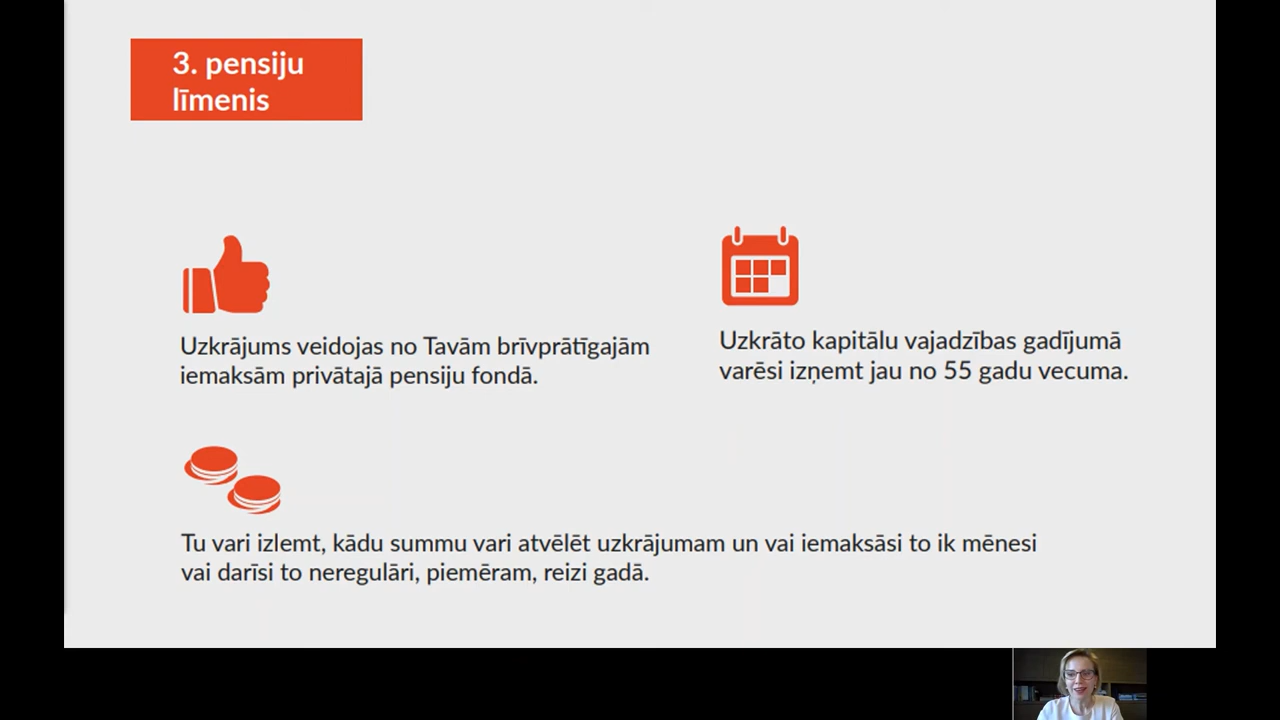 3. pensiju
līmenis
Uzkrājums veidojas no Tavām brīvprātīgajām
iemaksām privātajā pensiju fondā.
Uzkrāto kapitālu vajadzības gadījumā
varēsi izņemt jau no 55 gadu vecuma.
Tu vari izlemt, kādu summu vari atvēlēt uzkrājumam un vai iemaksāsi to ik mēnesi
vai darīsi to neregulāri, piemēram, reizi gadā.